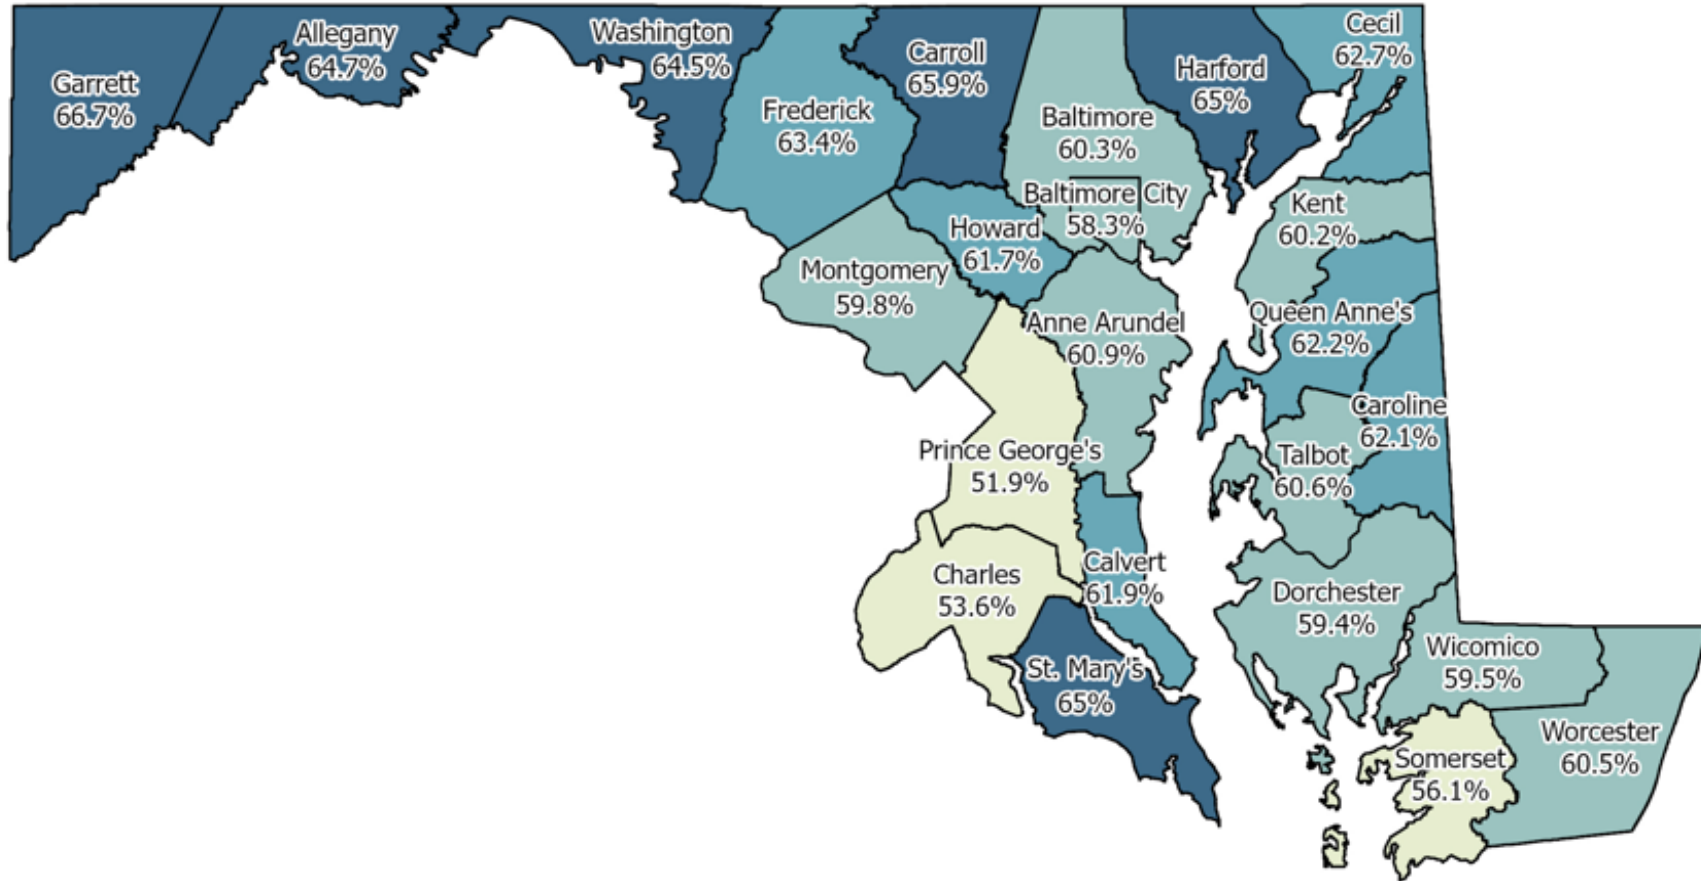 Garrett
66.7%
Allegany
64.7%
Washington
64.5%
Frederick
63.4%
Carroll
65.9%
Baltimore
60.3%
Baltimore City
58.3%
Harford
65%
Cecil
62.7%
Howard
61.7%
Montgomery
59.8%
Kent
60.2%
Queen Anne's
62.2%
Anne Arundel
60.9%
Caroline
62.1%
Talbot
60.6%
Prince George's
51.9%
Charles
53.6%
Calvert
61.9%
St. Mary's
65%
Dorchester
59.4%
Wicomico
59.5%
Worcester
60.5%
Somerset
56.1%